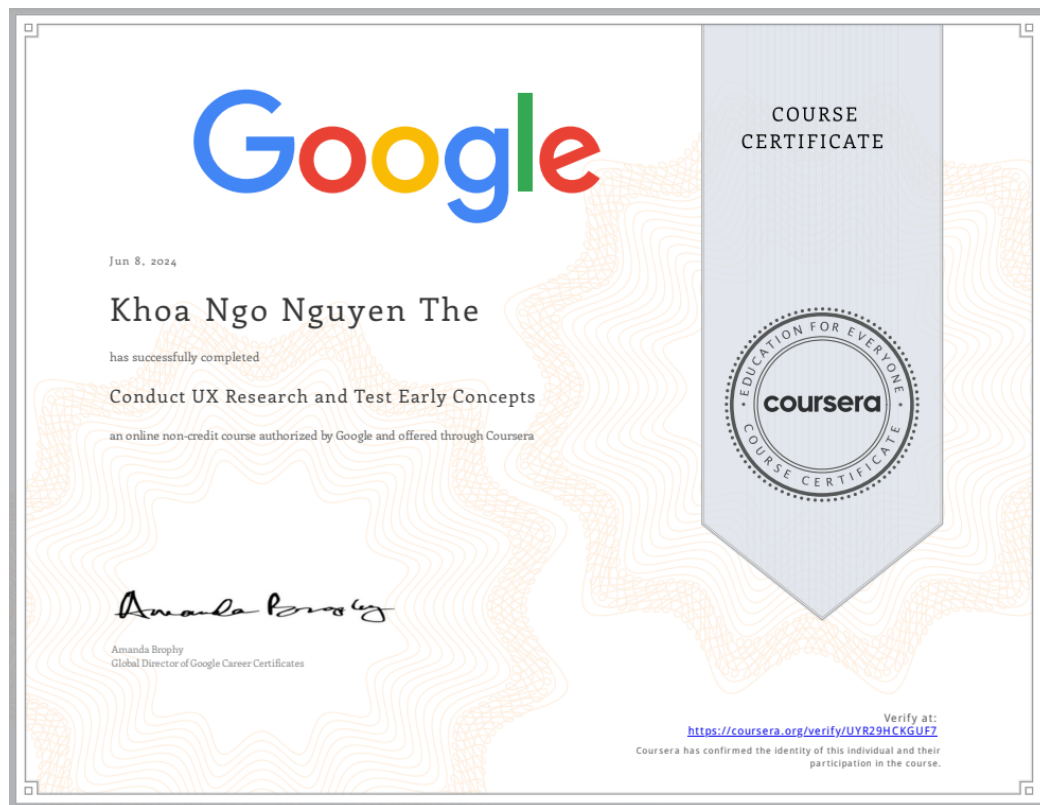 Google
COURSE
CERTIFICATE
Jun 8, 2024
Khoa Ngo Nguyen The
has successfully completed
Conduct UX Research and Test Early Concepts
an online non-credit course authorized by Google and offered through Coursera
EDUCATION FOR EVERYONE
coursera
COURSE CERTIFICATE
Amanda Brophy
Amanda Brophy
Global Director of Google Career Certificates
Verify at:
https://coursera.org/verify/UYR29HCKGUF7
Coursera has confirmed the identity of this individual and their
participation in the course.